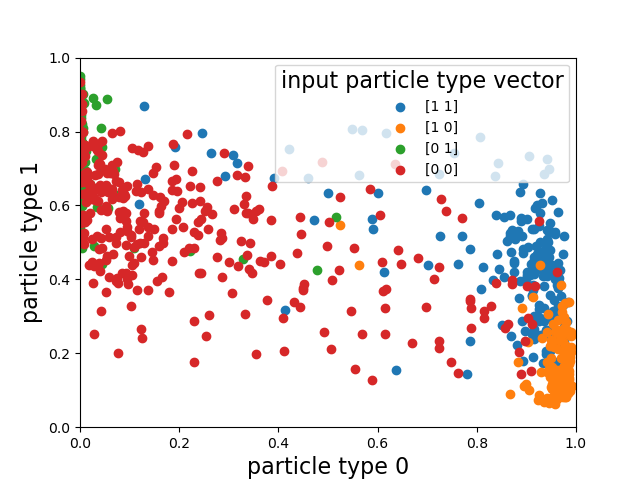 1.0
0.8
0.6
0.4
0.2
0.0
particle type 1
input particle type vector
[1 1]
[1 0]
[0 1]
[0 0]
0.0 0.2 0.4 0.6 0.8 1.0
particle type 0